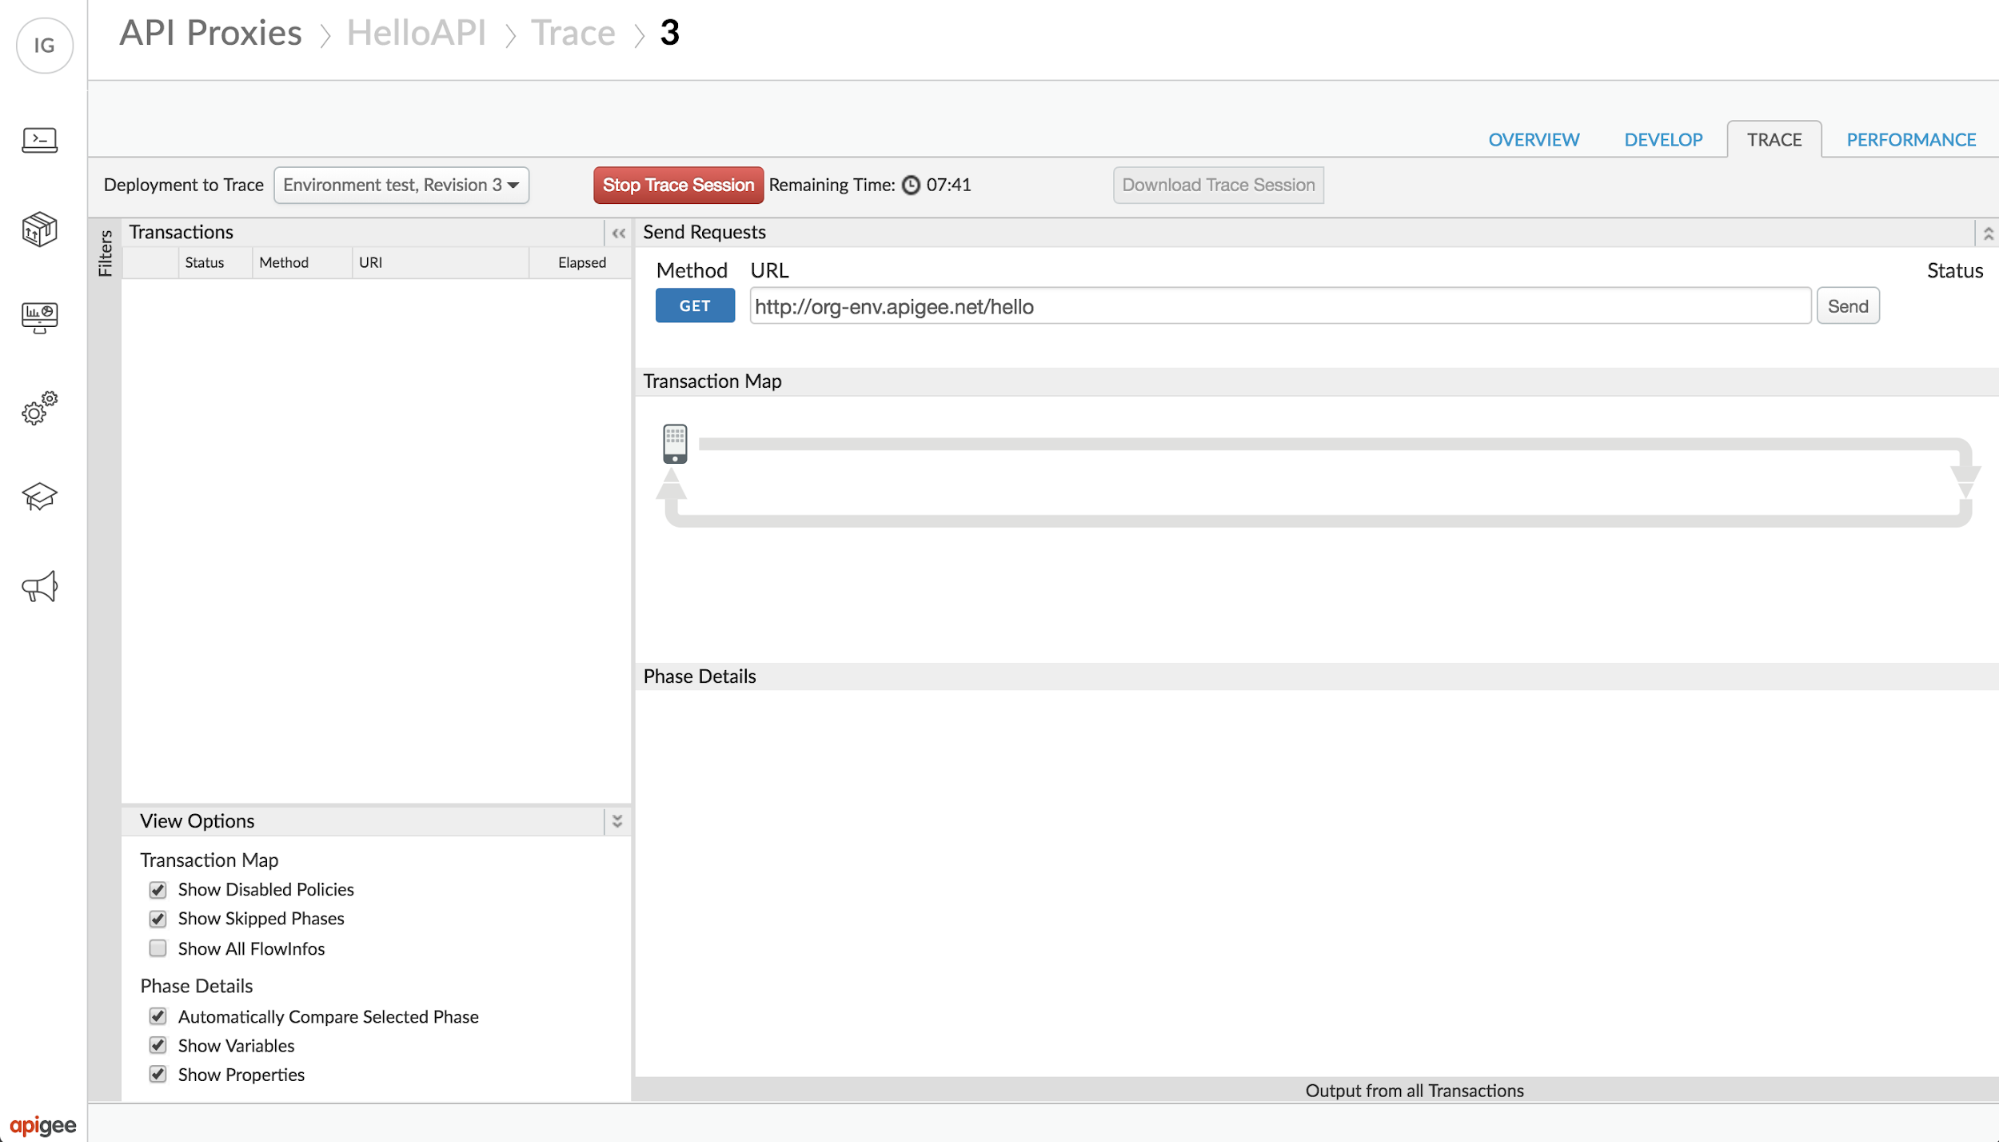 IG
API Proxies > HelloAPI > Trace > 3
OVERVIEW DEVELOP TRACE PERFORMANCE
Deployment to Trace Environment test, Revision 3 Stop Trace Session Remaining Time: 07:41 Download Trace Session
Filters
Transactions
Status Method URI Elapsed
Send Requests
Method URL Status
GET http://org-env.apigee.net/hello Send
Transaction Map
Phase Details
View Options
Transaction Map
Show Disabled Policies
Show Skipped Phases
Show All FlowInfos
Phase Details
Automatically Compare Selected Phase
Show Variables
Show Properties
Output from all Transactions
apigee